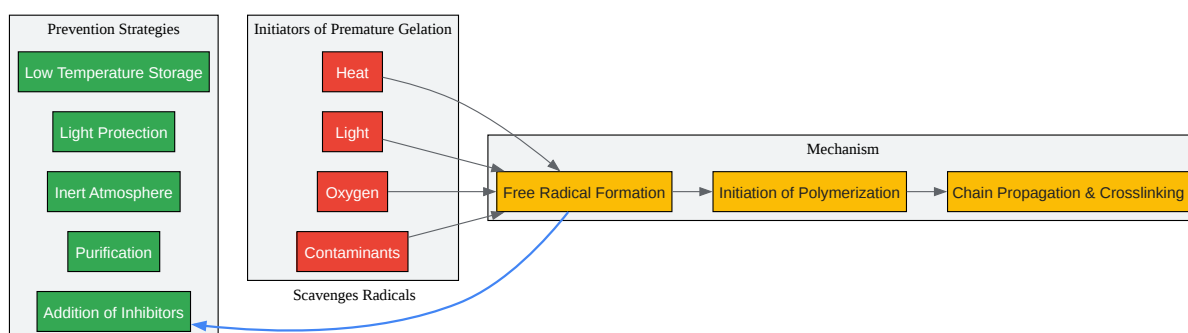 Prevention Strategies
Low Temperature Storage
Light Protection
Inert Atmosphere
Purification
Addition of Inhibitors
Initiators of Premature Gelation
Heat
Light
Oxygen
Contaminants
Scavenges Radicals
Mechanism
Free Radical Formation
Initiation of Polymerization
Chain Propagation & Crosslinking